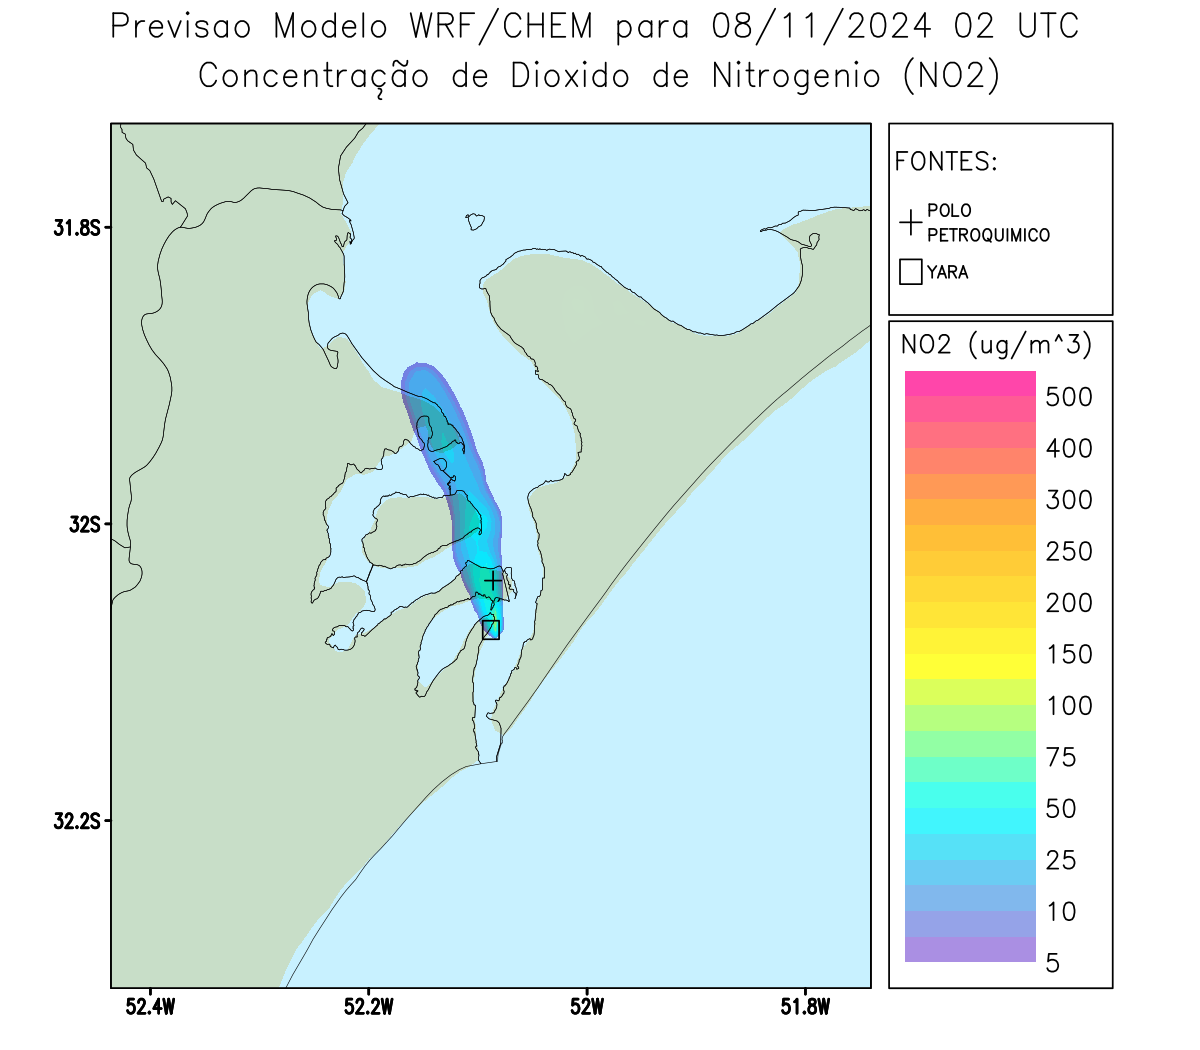 Previsao Modelo WRF/CHEM para 08/11/2024 02 UTC
Concentração de Dioxido de Nitrogenio (NO2)
FONTES:
POLO
PETROQUIMICO
YARA
NO2 (ug/m^3)
500
400
300
250
200
150
100
75
50
25
10
5
31.8S
32S
32.2S
52.4W
52.2W
52W
51.8W